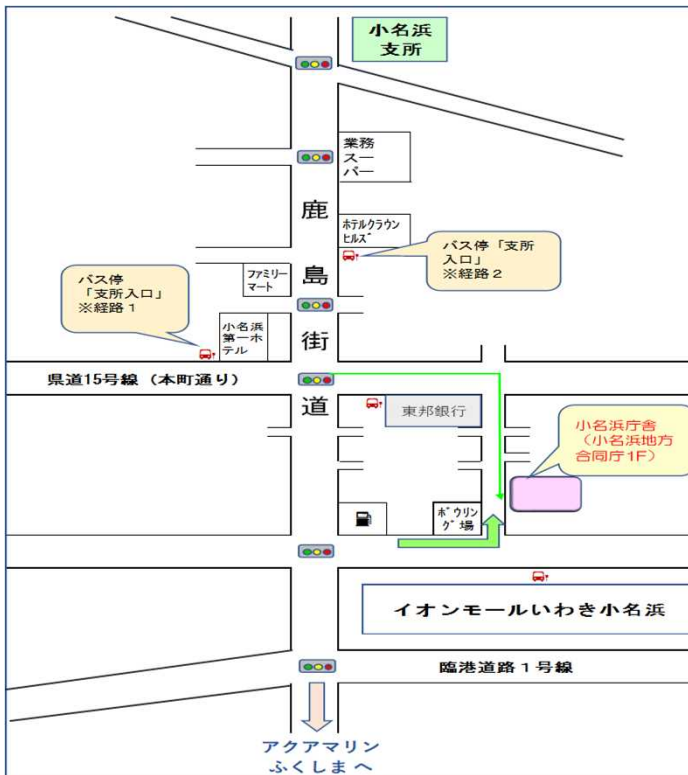 小名浜
支所
業務
スー
パー
鹿島街道
ホテルクラウン
ヒルズ
バス停「支所
入口」
※経路2
バス停
「支所入口」
※経路1
ファミリー
マート
小名浜
第一ホ
テル
県道15号線（本町通り）
東邦銀行
小名浜庁舎
（小名浜地方
合同庁1F）
ボウリン
グ場
イオンモールいわき小名浜
臨港道路1号線
アクアマリン
ふくしまへ